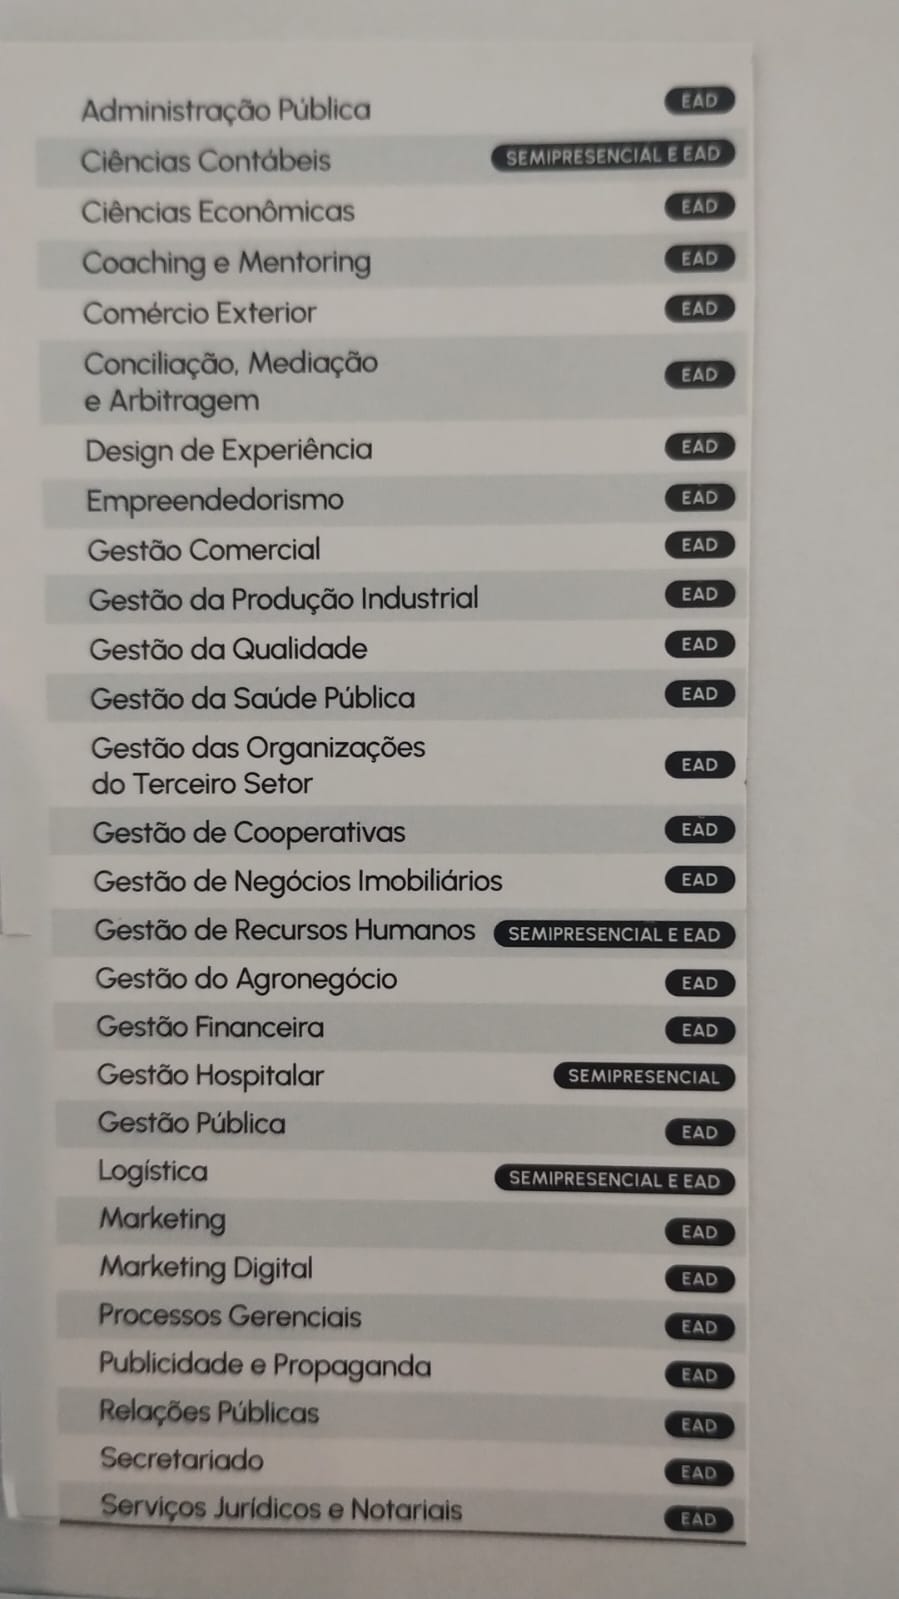 Administração Pública EAD
Ciências Contábeis SEMIPRESENCIAL E EAD
Ciências Econômicas EAD
Coaching e Mentoring EAD
Comércio Exterior EAD
Conciliação, Mediação
e Arbitragem EAD
Design de Experiência EAD
Empreendedorismo EAD
Gestão Comercial EAD
Gestão da Produção Industrial EAD
Gestão da Qualidade EAD
Gestão da Saúde Pública EAD
Gestão das Organizações
do Terceiro Setor EAD
Gestão de Cooperativas EAD
Gestão de Negócios Imobiliários EAD
Gestão de Recursos Humanos SEMIPRESENCIAL E EAD
Gestão do Agronegócio EAD
Gestão Financeira EAD
Gestão Hospitalar SEMIPRESENCIAL
Gestão Pública EAD
Logística SEMIPRESENCIAL E EAD
Marketing EAD
Marketing Digital EAD
Processos Gerenciais EAD
Publicidade e Propaganda EAD
Relações Públicas EAD
Secretariado EAD
Serviços Jurídicos e Notariais EAD